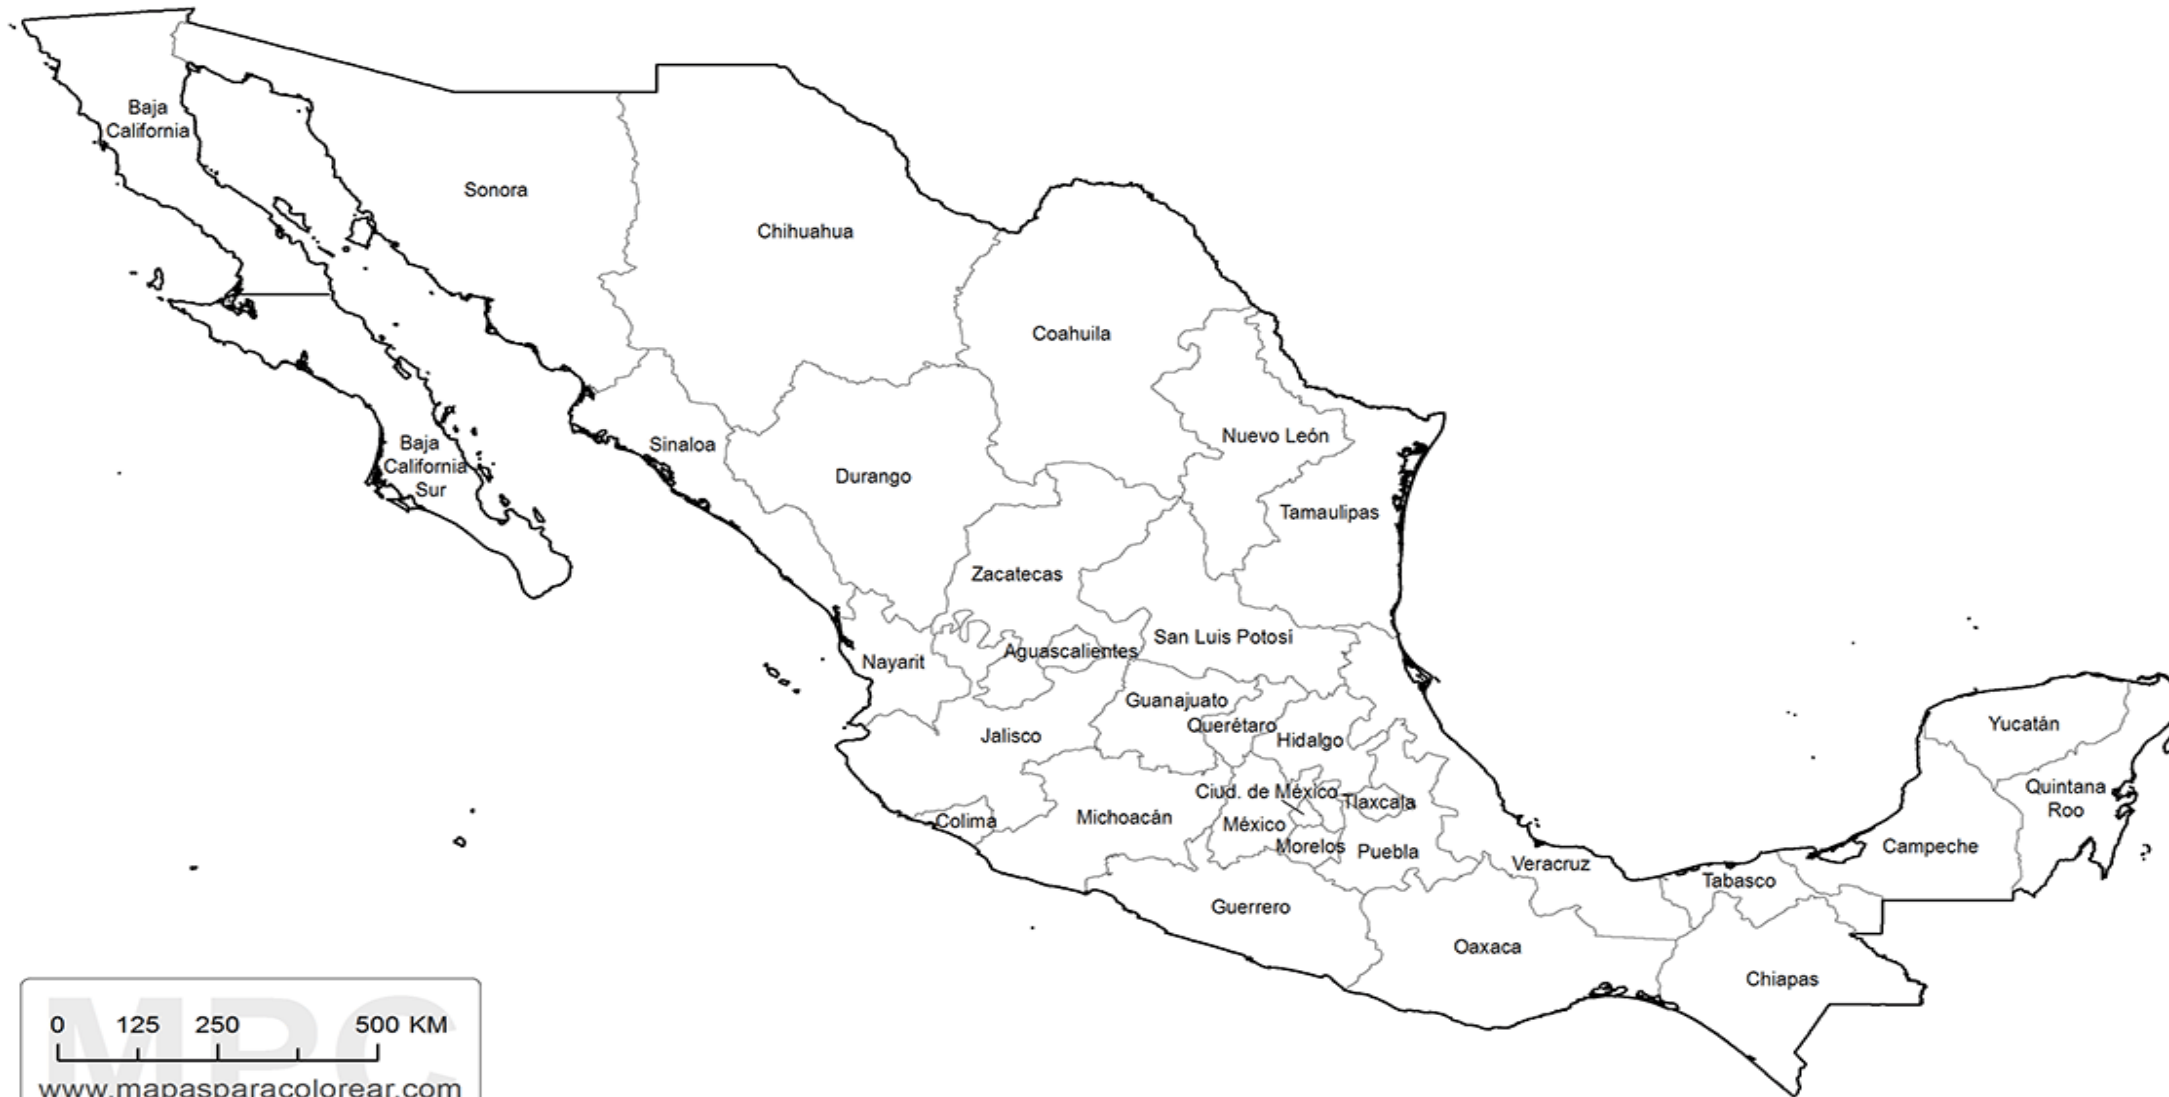 Baja
California
Sonora
Chihuahua
Coahuila
Nuevo León
Baja
California
Sur
Sinaloa
Durango
Tamaulipas
Zacatecas
San Luis Potosí
Aguascalientes
Nayarit
Guanajuato
Querétaro
Jalisco
Hidalgo
Yucatán
Quintana
Roo
Ciud. de México
Tlaxcala
Colima
Michoacán
México
Morelos
Puebla
Veracruz
Campeche
Tabasco
Guerrero
Oaxaca
Chiapas
MPC
0 125 250 500 KM
www.mapasparacolorear.com